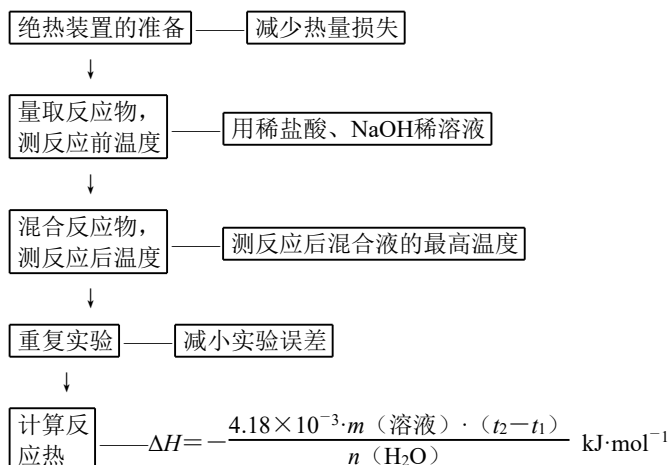 绝热装置的准备 减少热量损失
↓
量取反应物，
测反应前温度 用稀盐酸、NaOH稀溶液
↓
混合反应物，
测反应后温度 测反应后混合液的最高温度
↓
重复实验 减小实验误差
↓
计算反
应热 ΔH＝－4.18×10⁻³·m（溶液）·（t₂－t₁）/n（H₂O） kJ·mol⁻¹